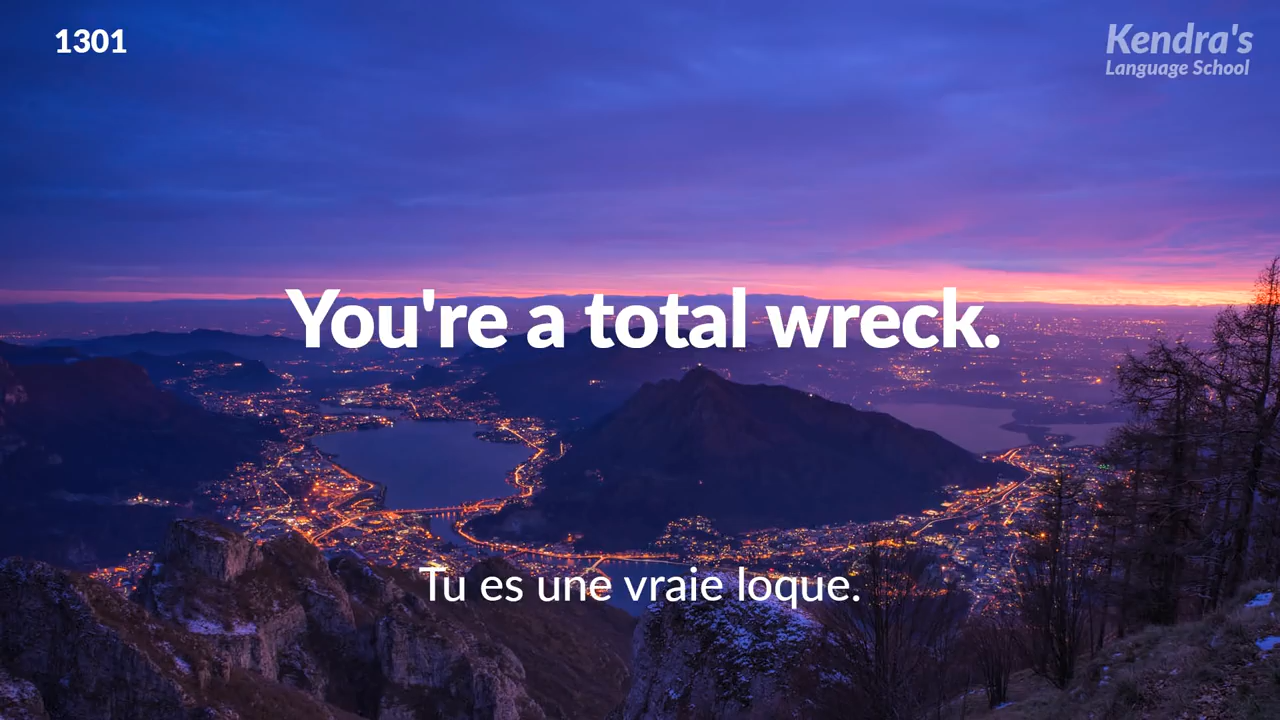 1301
Kendra's
Language School
You're a total wreck.
Tu es une vraie loque.